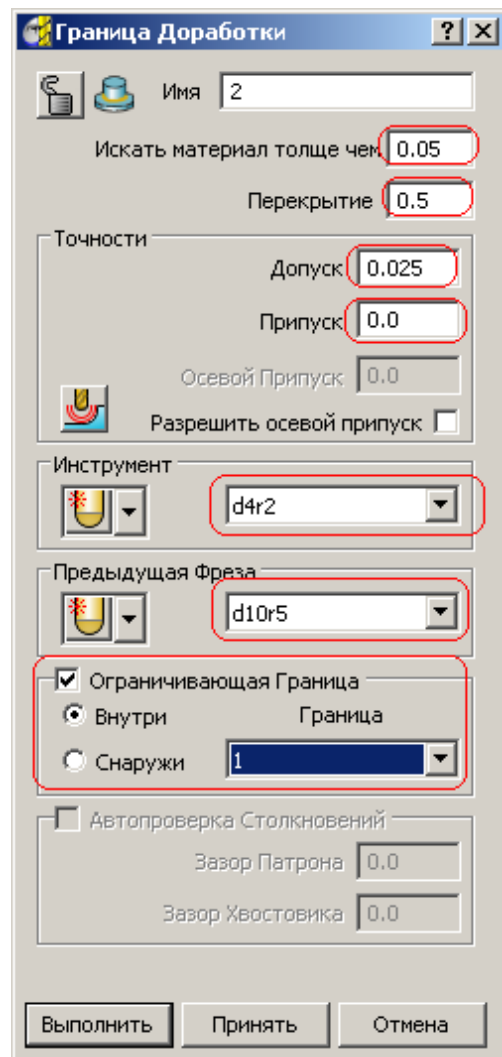 Граница Доработки
Имя 2
Искать материал толще чем 0.05
Перекрытие 0.5
Точности
Допуск 0.025
Припуск 0.0
Осевой Припуск 0.0
Разрешить осевой припуск
Инструмент
d4r2
Предыдущая Фреза
d10r5
Ограничивающая Граница
Внутри Граница
Снаружи 1
Автопроверка Столкновений
Зазор Патрона 0.0
Зазор Хвостовика 0.0
Выполнить Принять Отмена